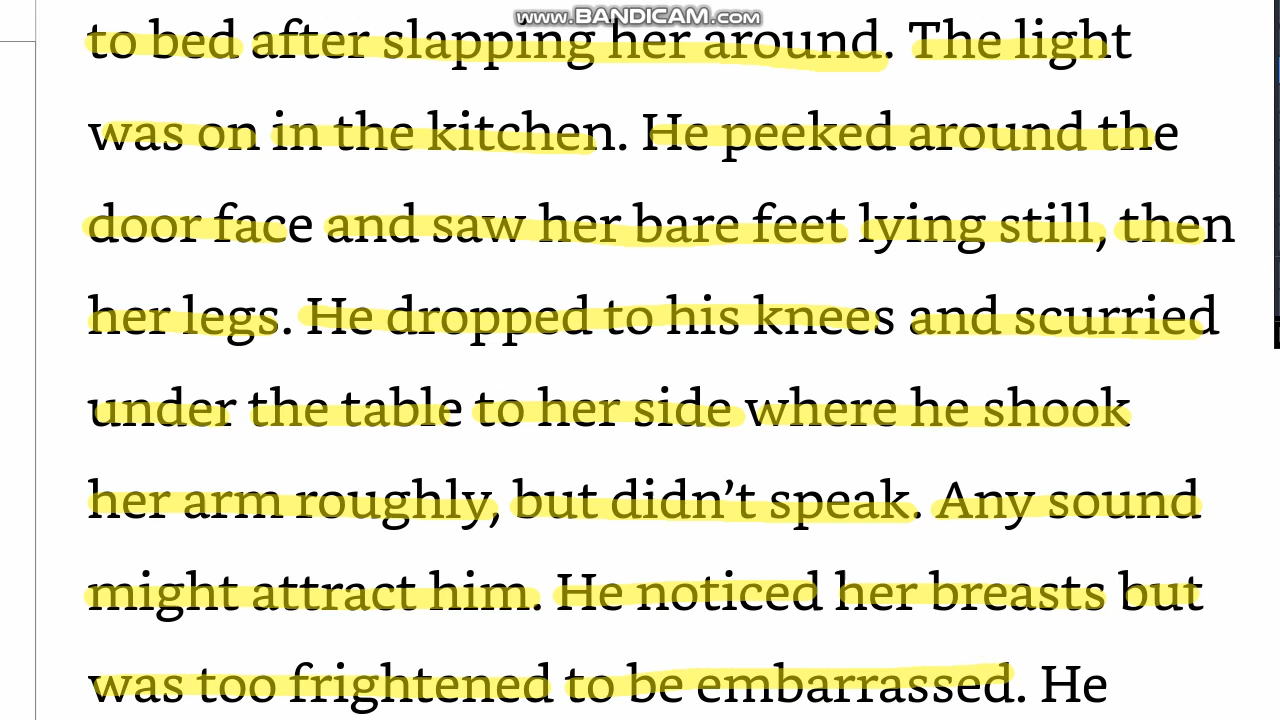 www.BANDICAM.com
to bed after slapping her around. The light
was on in the kitchen. He peeked around the
door face and saw her bare feet lying still, then
her legs. He dropped to his knees and scurried
under the table to her side where he shook
her arm roughly, but didn’t speak. Any sound
might attract him. He noticed her breasts but
was too frightened to be embarrassed. He